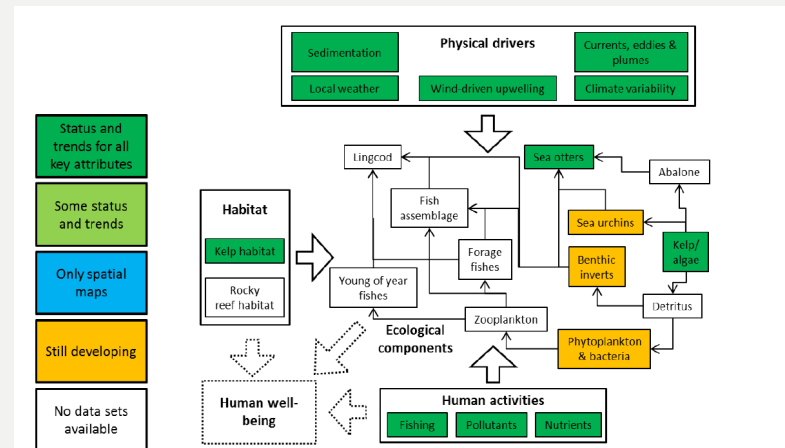 Physical drivers
Sedimentation
Currents, eddies &
plumes
Local weather
Wind-driven upwelling
Climate variability
Status and
trends for all
key attributes
Some status
and trends
Only spatial
maps
Still developing
No data sets
available
Habitat
Kelp habitat
Rocky
reef habitat
Lingcod
Sea otters
Abalone
Fish
assemblage
Sea urchins
Kelp/
algae
Forage
fishes
Benthic
inverts
Young of year
fishes
Zooplankton
Detritus
Ecological
components
Phytoplankton
& bacteria
Human well-
being
Human activities
Fishing
Pollutants
Nutrients